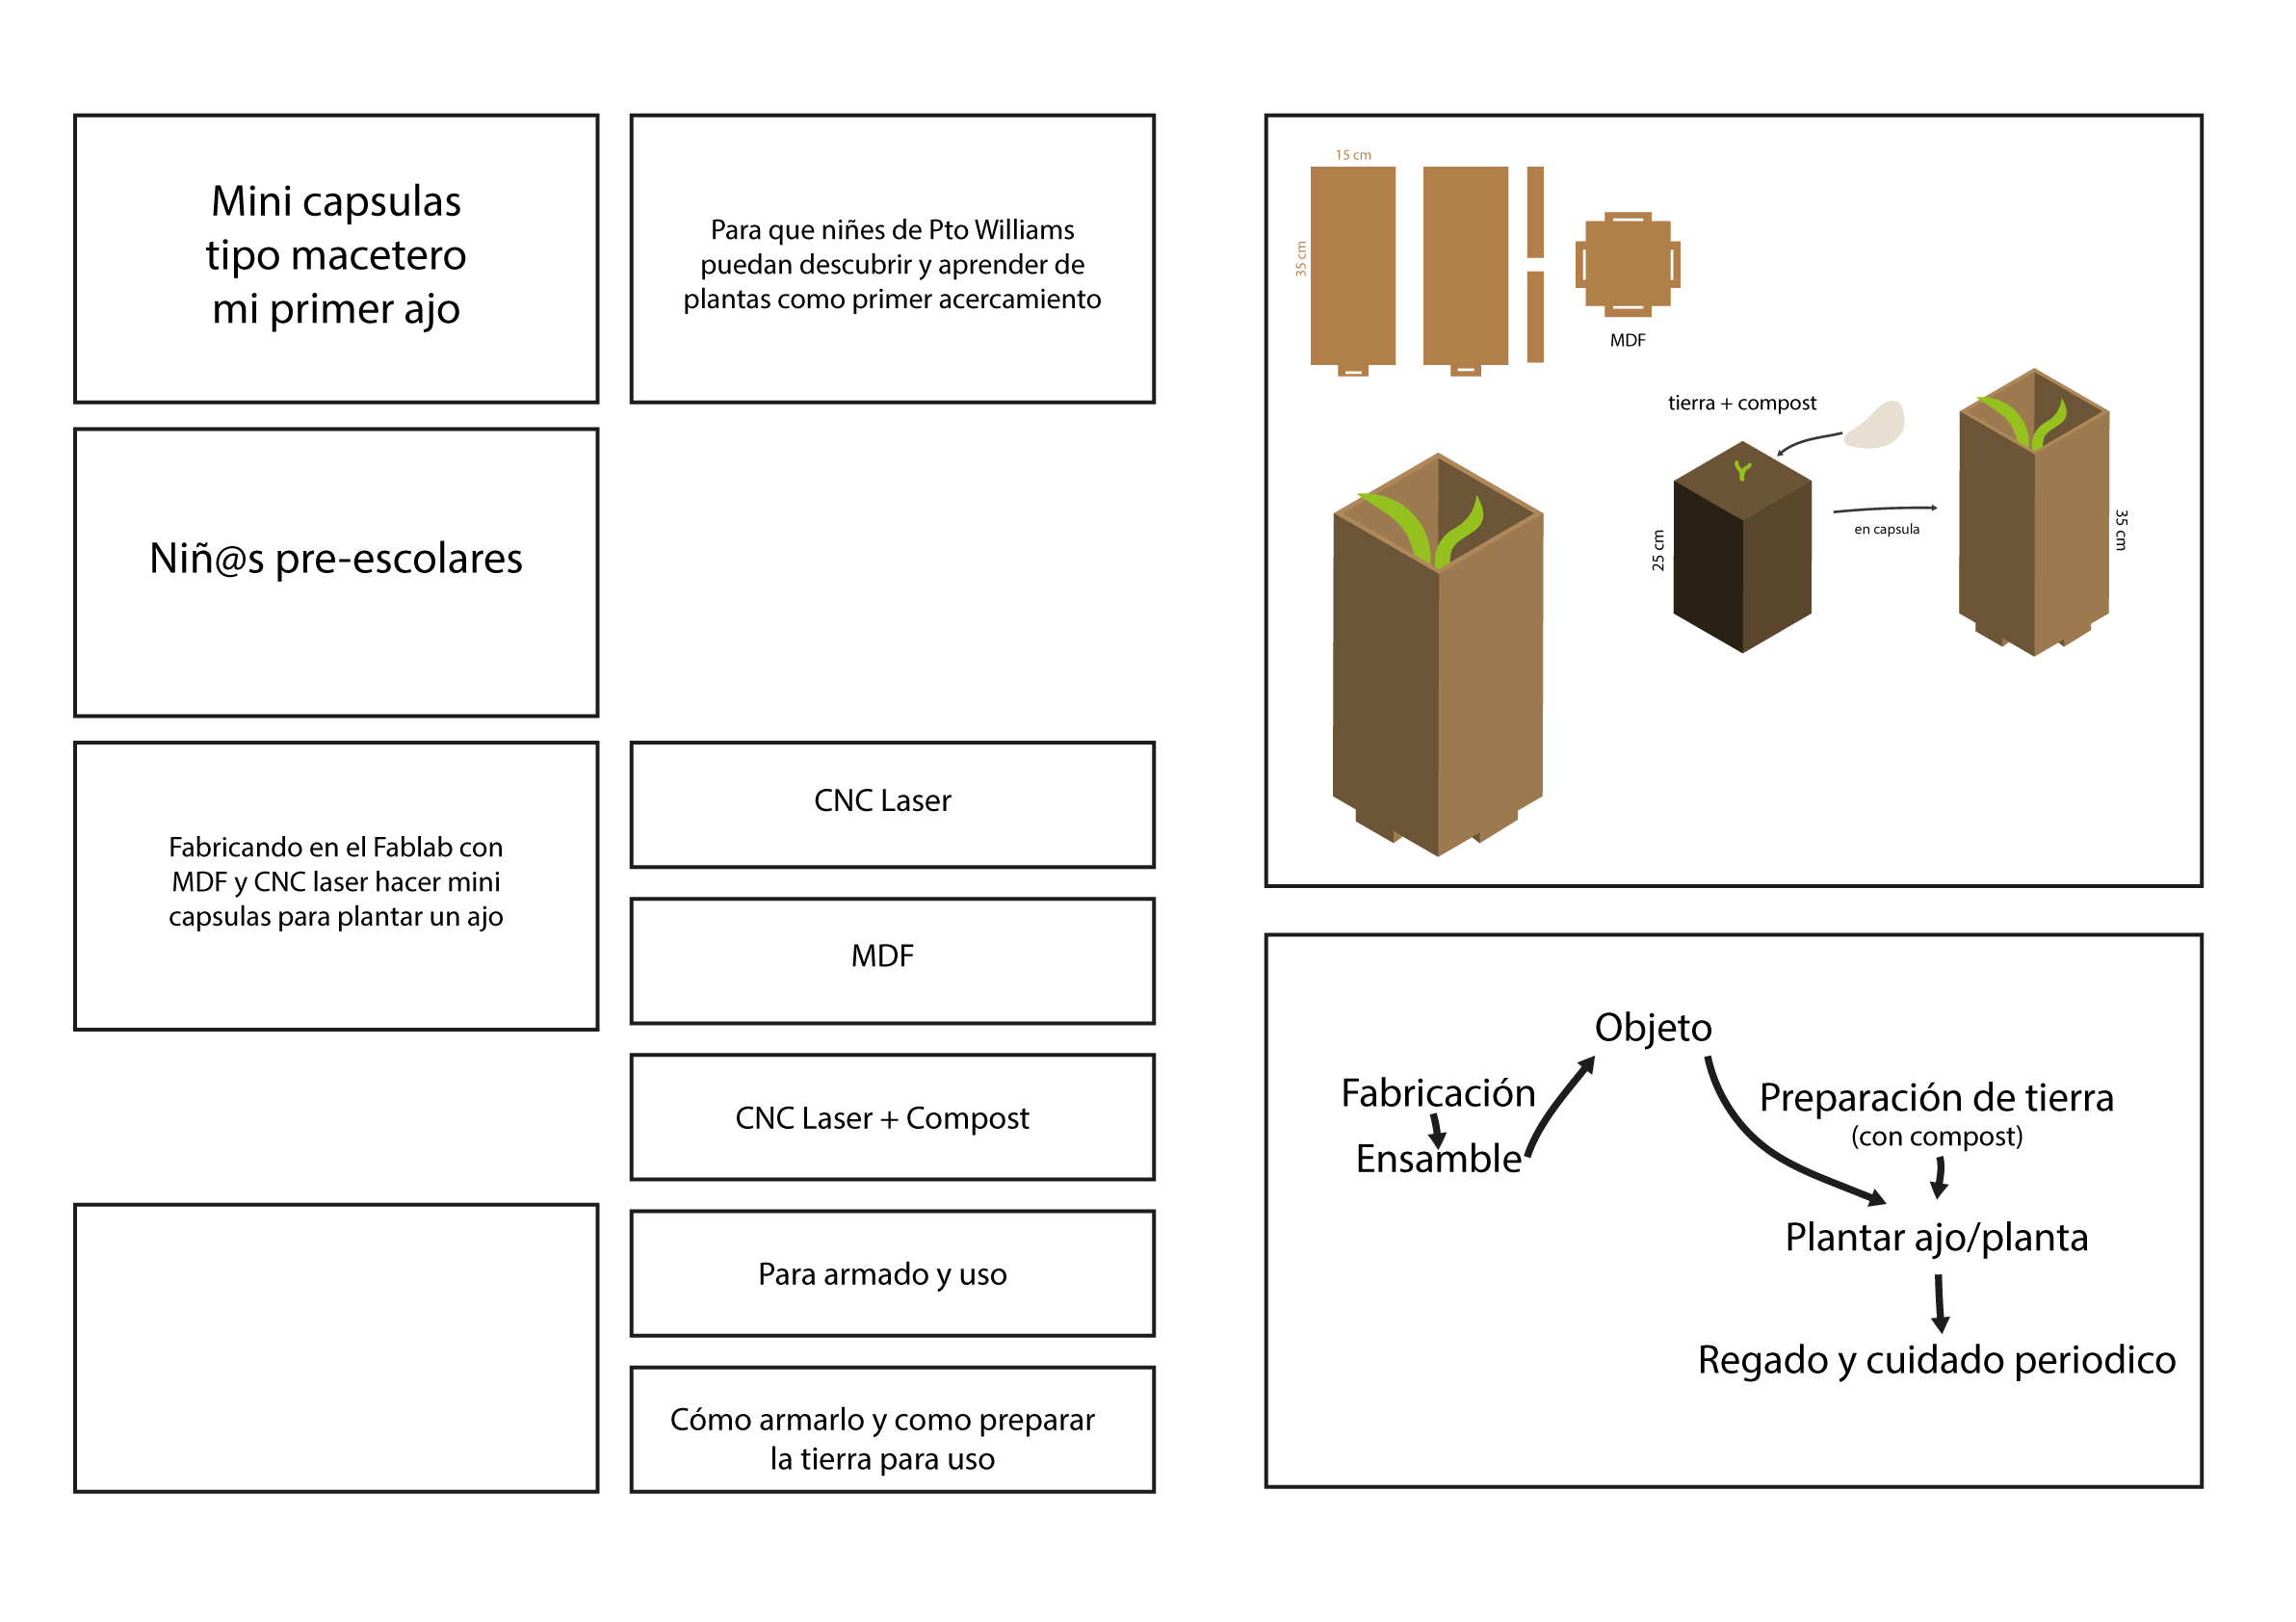 Mini capsulas
tipo macetero
mi primer ajo
Para que niñes de Pto Williams
puedan descubrir y aprender de
plantas como primer acercamiento
Niñ@s pre-escolares
Fabricando en el Fablab con
MDF y CNC laser hacer mini
capsulas para plantar un ajo
CNC Laser
MDF
CNC Laser + Compost
Para armado y uso
Cómo armarlo y como preparar
la tierra para uso
15 cm
35 cm
MDF
tierra + compost
25 cm
en capsula
35 cm
Objeto
Fabricación
Ensamble
Preparación de tierra
(con compost)
Plantar ajo/planta
Regado y cuidado periodico